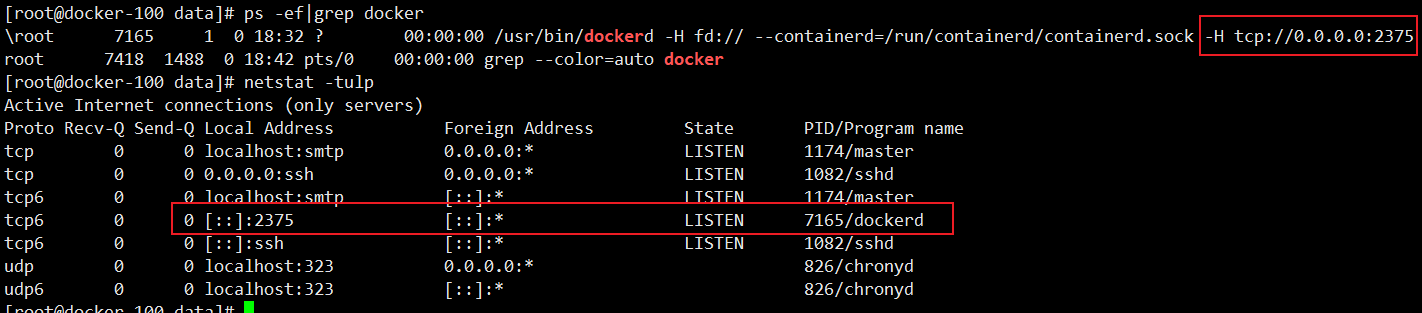 [root@docker-100 data]# ps -ef|grep docker
\root      7165     1  0 18:32 ?        00:00:00 /usr/bin/dockerd -H fd:// --containerd=/run/containerd/containerd.sock -H tcp://0.0.0.0:2375
root      7418  1488  0 18:42 pts/0    00:00:00 grep --color=auto docker
[root@docker-100 data]# netstat -tulp
Active Internet connections (only servers)
Proto Recv-Q Send-Q Local Address           Foreign Address         State       PID/Program name
tcp        0      0 localhost:smtp          0.0.0.0:*               LISTEN      1174/master
tcp        0      0 0.0.0.0:ssh             0.0.0.0:*               LISTEN      1082/sshd
tcp6       0      0 localhost:smtp          [::]:*                  LISTEN      1174/master
tcp6       0      0 [::]:2375               [::]:*                  LISTEN      7165/dockerd
tcp6       0      0 [::]:ssh                [::]:*                  LISTEN      1082/sshd
udp        0      0 localhost:323           0.0.0.0:*                           826/chronyd
udp6       0      0 localhost:323           [::]:*                              826/chronyd
[root@docker-100 data]#